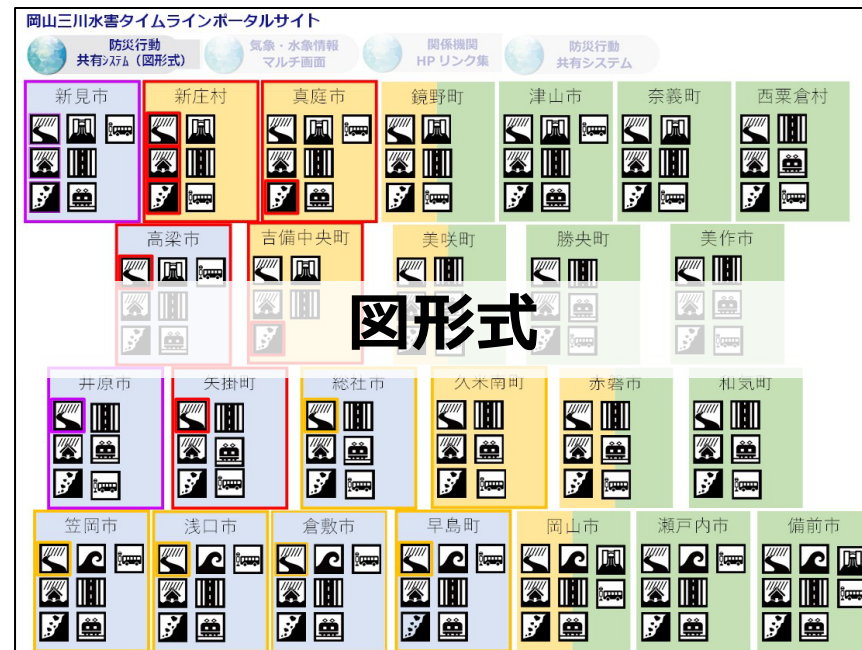 岡山三川水害タイムラインポータルサイト
防災行動
共有システム（図形式）
気象・水象情報
マルチ画面
関係機関
HPリンク集
防災行動
共有システム
新見市 新庄村 真庭市 鏡野町 津山市 奈義町 西粟倉村
高梁市 吉備中央町 美咲町 勝央町 美作市
図形式
井原市 矢掛町 総社市 久米南町 赤磐市 和気町
笠岡市 浅口市 倉敷市 早島町 岡山市 瀬戸内市 備前市